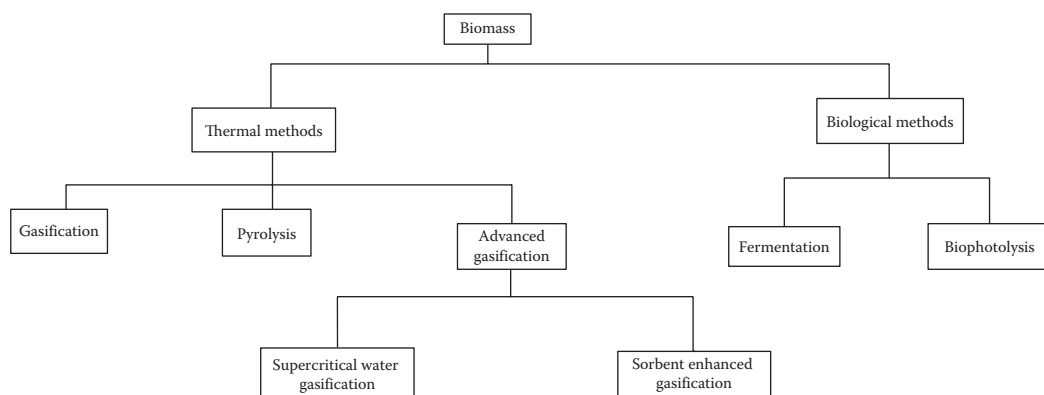 Biomass
Thermal methods
Biological methods
Gasification
Pyrolysis
Advanced
gasification
Fermentation
Biophotolysis
Supercritical water
gasification
Sorbent enhanced
gasification